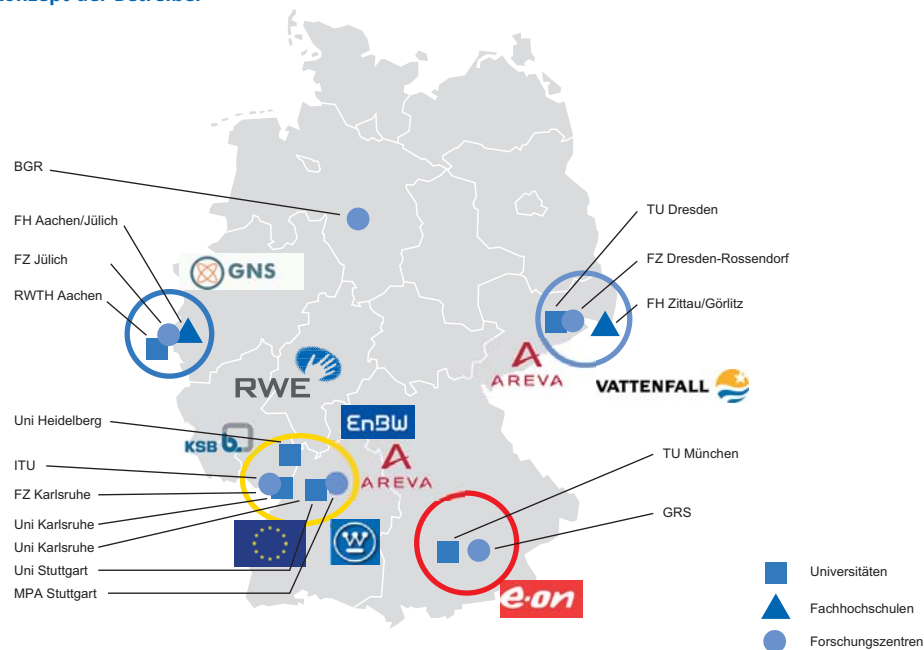 BGR
FH Aachen/Jülich
FZ Jülich
RWTH Aachen
GNS
TU Dresden
FZ Dresden-Rossendorf
FH Zittau/Görlitz
RWE
AREVA
VATTENFALL
Uni Heidelberg
EnBW
KSB b.
ITU
AREVA
FZ Karlsruhe
Uni Karlsruhe
Uni Karlsruhe
Uni Stuttgart
MPA Stuttgart
W
TU München
GRS
e·on
Universitäten
Fachhochschulen
Forschungszentren